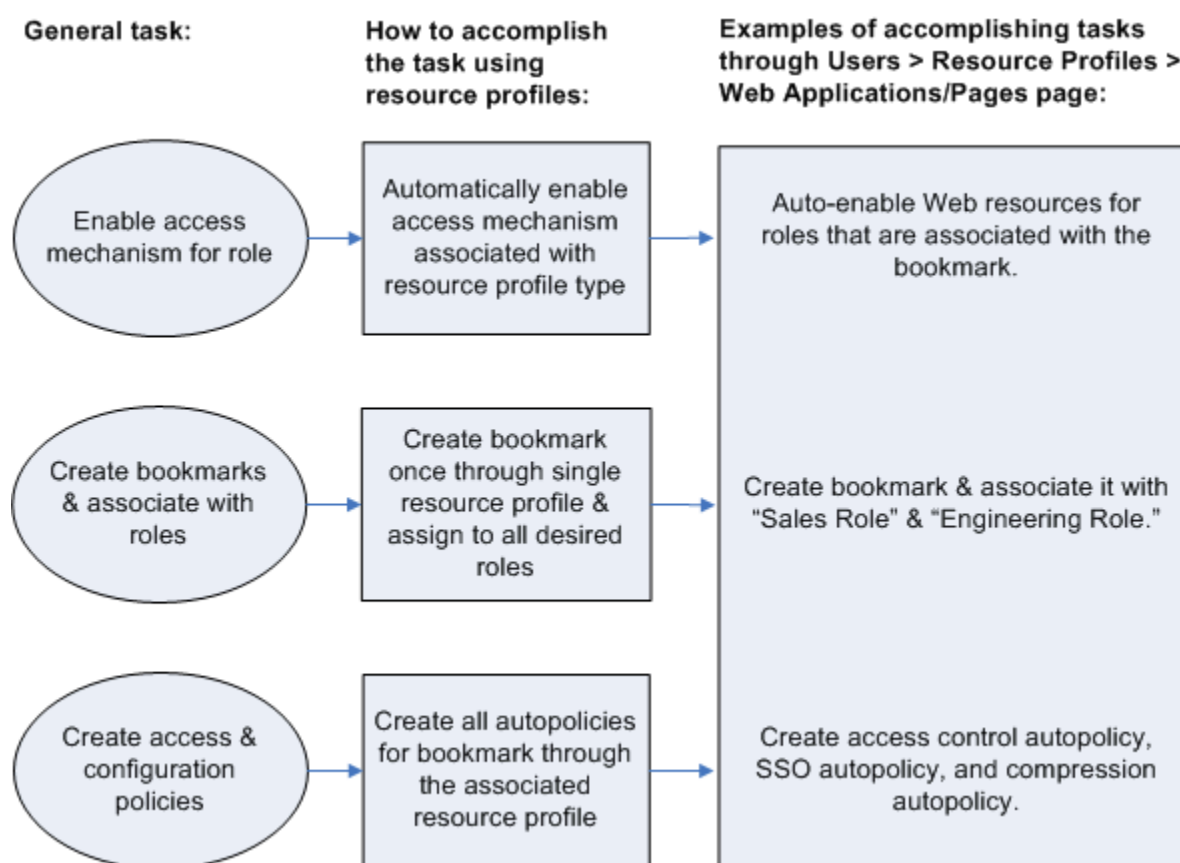 General task:
How to accomplish
the task using
resource profiles:
Examples of accomplishing tasks
through Users > Resource Profiles >
Web Applications/Pages page:
Enable access
mechanism for role
Automatically enable
access mechanism
associated with
resource profile type
Auto-enable Web resources for
roles that are associated with the
bookmark.
Create bookmarks
& associate with
roles
Create bookmark
once through single
resource profile &
assign to all desired
roles
Create bookmark & associate it with
“Sales Role” & “Engineering Role.”
Create access &
configuration
policies
Create all autopolicies
for bookmark through
the associated
resource profile
Create access control autopolicy,
SSO autopolicy, and compression
autopolicy.